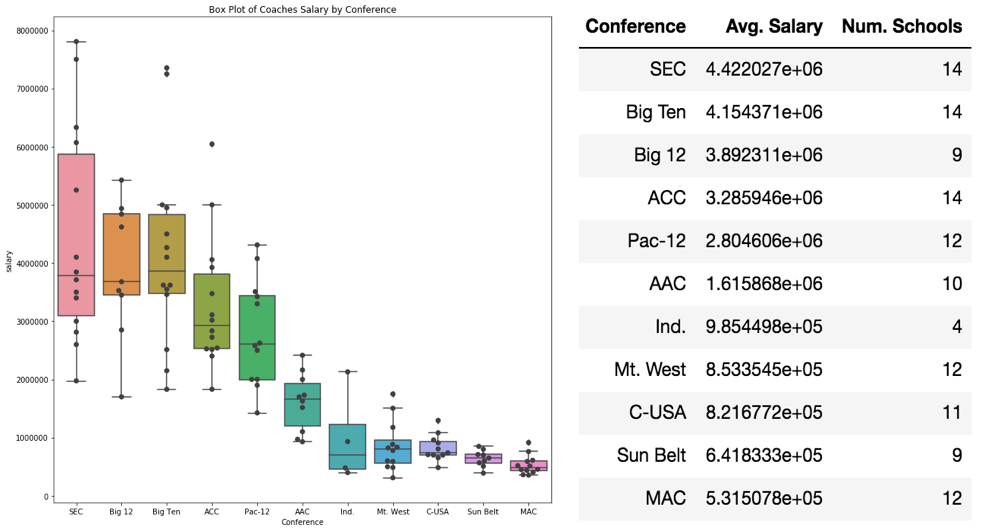 Box Plot of Coaches Salary by Conference
8000000
7000000
6000000
5000000
4000000
3000000
2000000
1000000
0
salary
SEC Big 12 Big Ten ACC Pac-12 AAC Ind. Mt. West C-USA Sun Belt MAC
Conference
Conference Avg. Salary Num. Schools
SEC 4.422027e+06 14
Big Ten 4.154371e+06 14
Big 12 3.892311e+06 9
ACC 3.285946e+06 14
Pac-12 2.804606e+06 12
AAC 1.615868e+06 10
Ind. 9.854498e+05 4
Mt. West 8.533545e+05 12
C-USA 8.216772e+05 11
Sun Belt 6.418333e+05 9
MAC 5.315078e+05 12